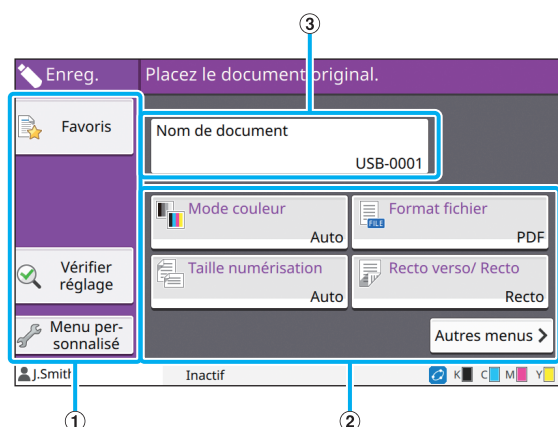 ③
Enreg.
Placez le document original.
Favoris
Nom de document
USB-0001
Mode couleur
Auto
Format fichier
FILE
PDF
Vérifier
réglage
Taille numérisation
Auto
Recto verso/ Recto
Recto
Menu per-
sonnalisé
Autres menus >
J.Smith
Inactif
K C M Y
① ②